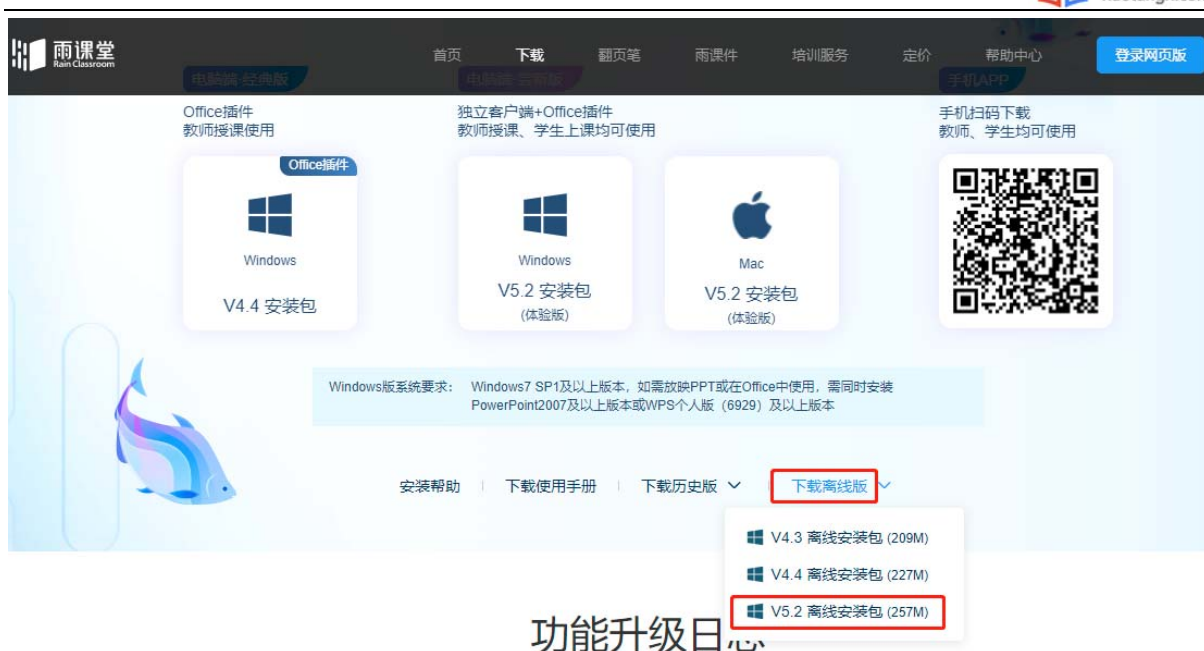 雨课堂
Rain Classroom
首页 下载 翻页笔 雨课件 培训服务 定价 帮助中心 登录网页版
电脑端-经典版
手机APP
Office插件
教师授课使用
独立客户端+Office插件
教师授课、学生上课均可使用
手机扫码下载
教师、学生均可使用
Office插件
Windows
V4.4 安装包
Windows
V5.2 安装包
(体验版)
Mac
V5.2 安装包
(体验版)
Windows版系统要求： Windows7 SP1及以上版本，如需放映PPT或在Office中使用，需同时安装
PowerPoint2007及以上版本或WPS个人版（6929）及以上版本
安装帮助 下载使用手册 下载历史版 下载离线版
V4.3 离线安装包 (209M)
V4.4 离线安装包 (227M)
V5.2 离线安装包 (257M)
功能升级日志